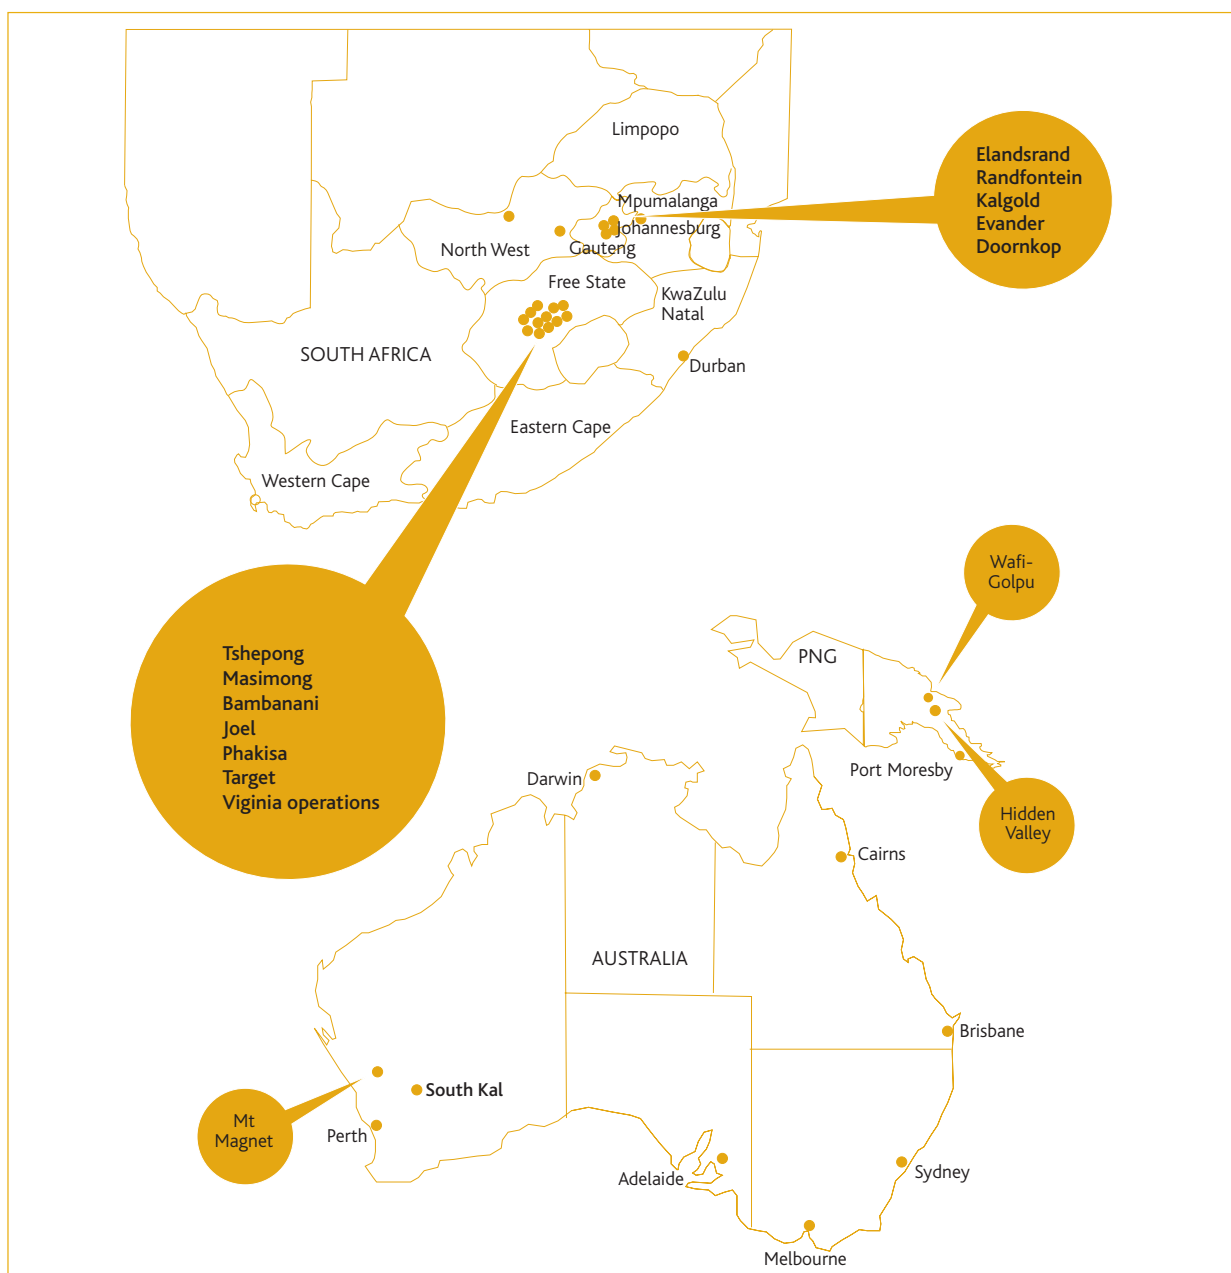 Limpopo
Elandsrand
Randfontein
Kalgold
Evander
Doornkop
Mpumalanga
Johannesburg
North West
Gauteng
Free State
KwaZulu
Natal
SOUTH AFRICA
Durban
Eastern Cape
Western Cape
Tshepong
Masimong
Bambanani
Joel
Phakisa
Target
Viginia operations
Wafi-
Golpu
PNG
Port Moresby
Hidden
Valley
Darwin
Cairns
AUSTRALIA
Brisbane
South Kal
Mt
Magnet
Perth
Adelaide
Sydney
Melbourne